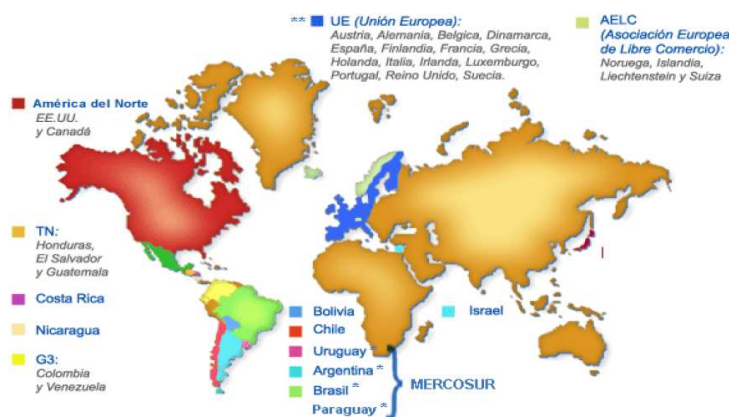 ** UE (Unión Europea):
Austria, Alemania, Belgica, Dinamarca,
España, Finlandia, Francia, Grecia,
Holanda, Italia, Irlanda, Luxemburgo,
Portugal, Reino Unido, Suecia.
AELC
(Asociación Europea
de Libre Comercio):
Noruega, Islandia,
Liechtenstein y Suiza
América del Norte
EE.UU.
y Canadá
TN:
Honduras,
El Salvador
y Guatemala
Costa Rica
Nicaragua
G3:
Colombia
y Venezuela
Bolivia
Chile
Uruguay *
Argentina *
Brasil *
Paraguay *
MERCOSUR
Israel